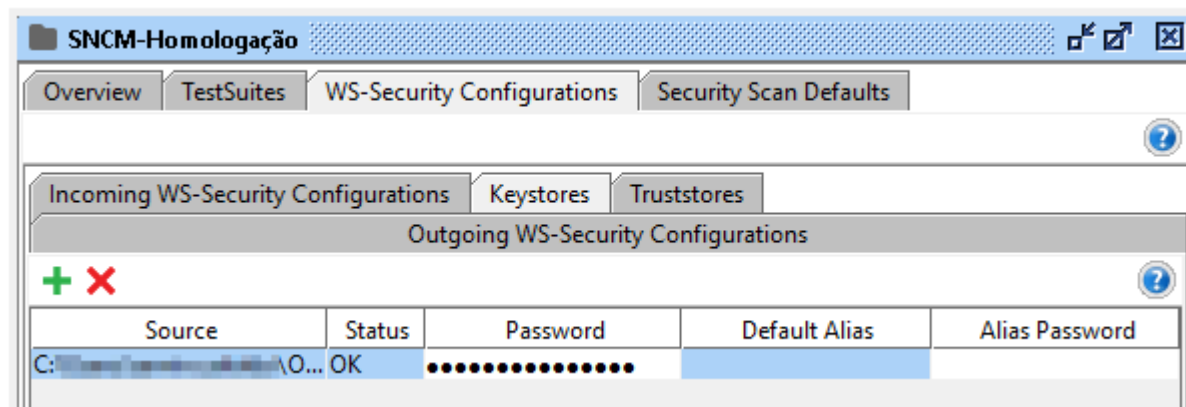 SNCM-Homologação
Overview TestSuites WS-Security Configurations Security Scan Defaults
Incoming WS-Security Configurations Keystores Truststores
Outgoing WS-Security Configurations
Source Status Password Default Alias Alias Password
C: \O... OK ●●●●●●●●●●●●●●●